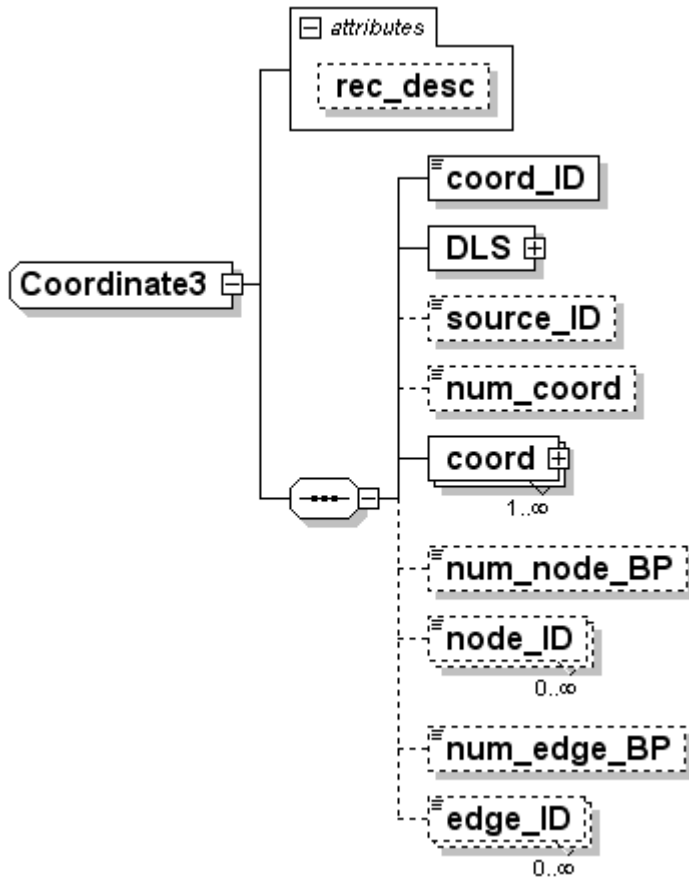 attributes
rec_desc
coord_ID
DLS
Coordinate3
source_ID
num_coord
coord
1..∞
num_node_BP
node_ID
0..∞
num_edge_BP
edge_ID
0..∞